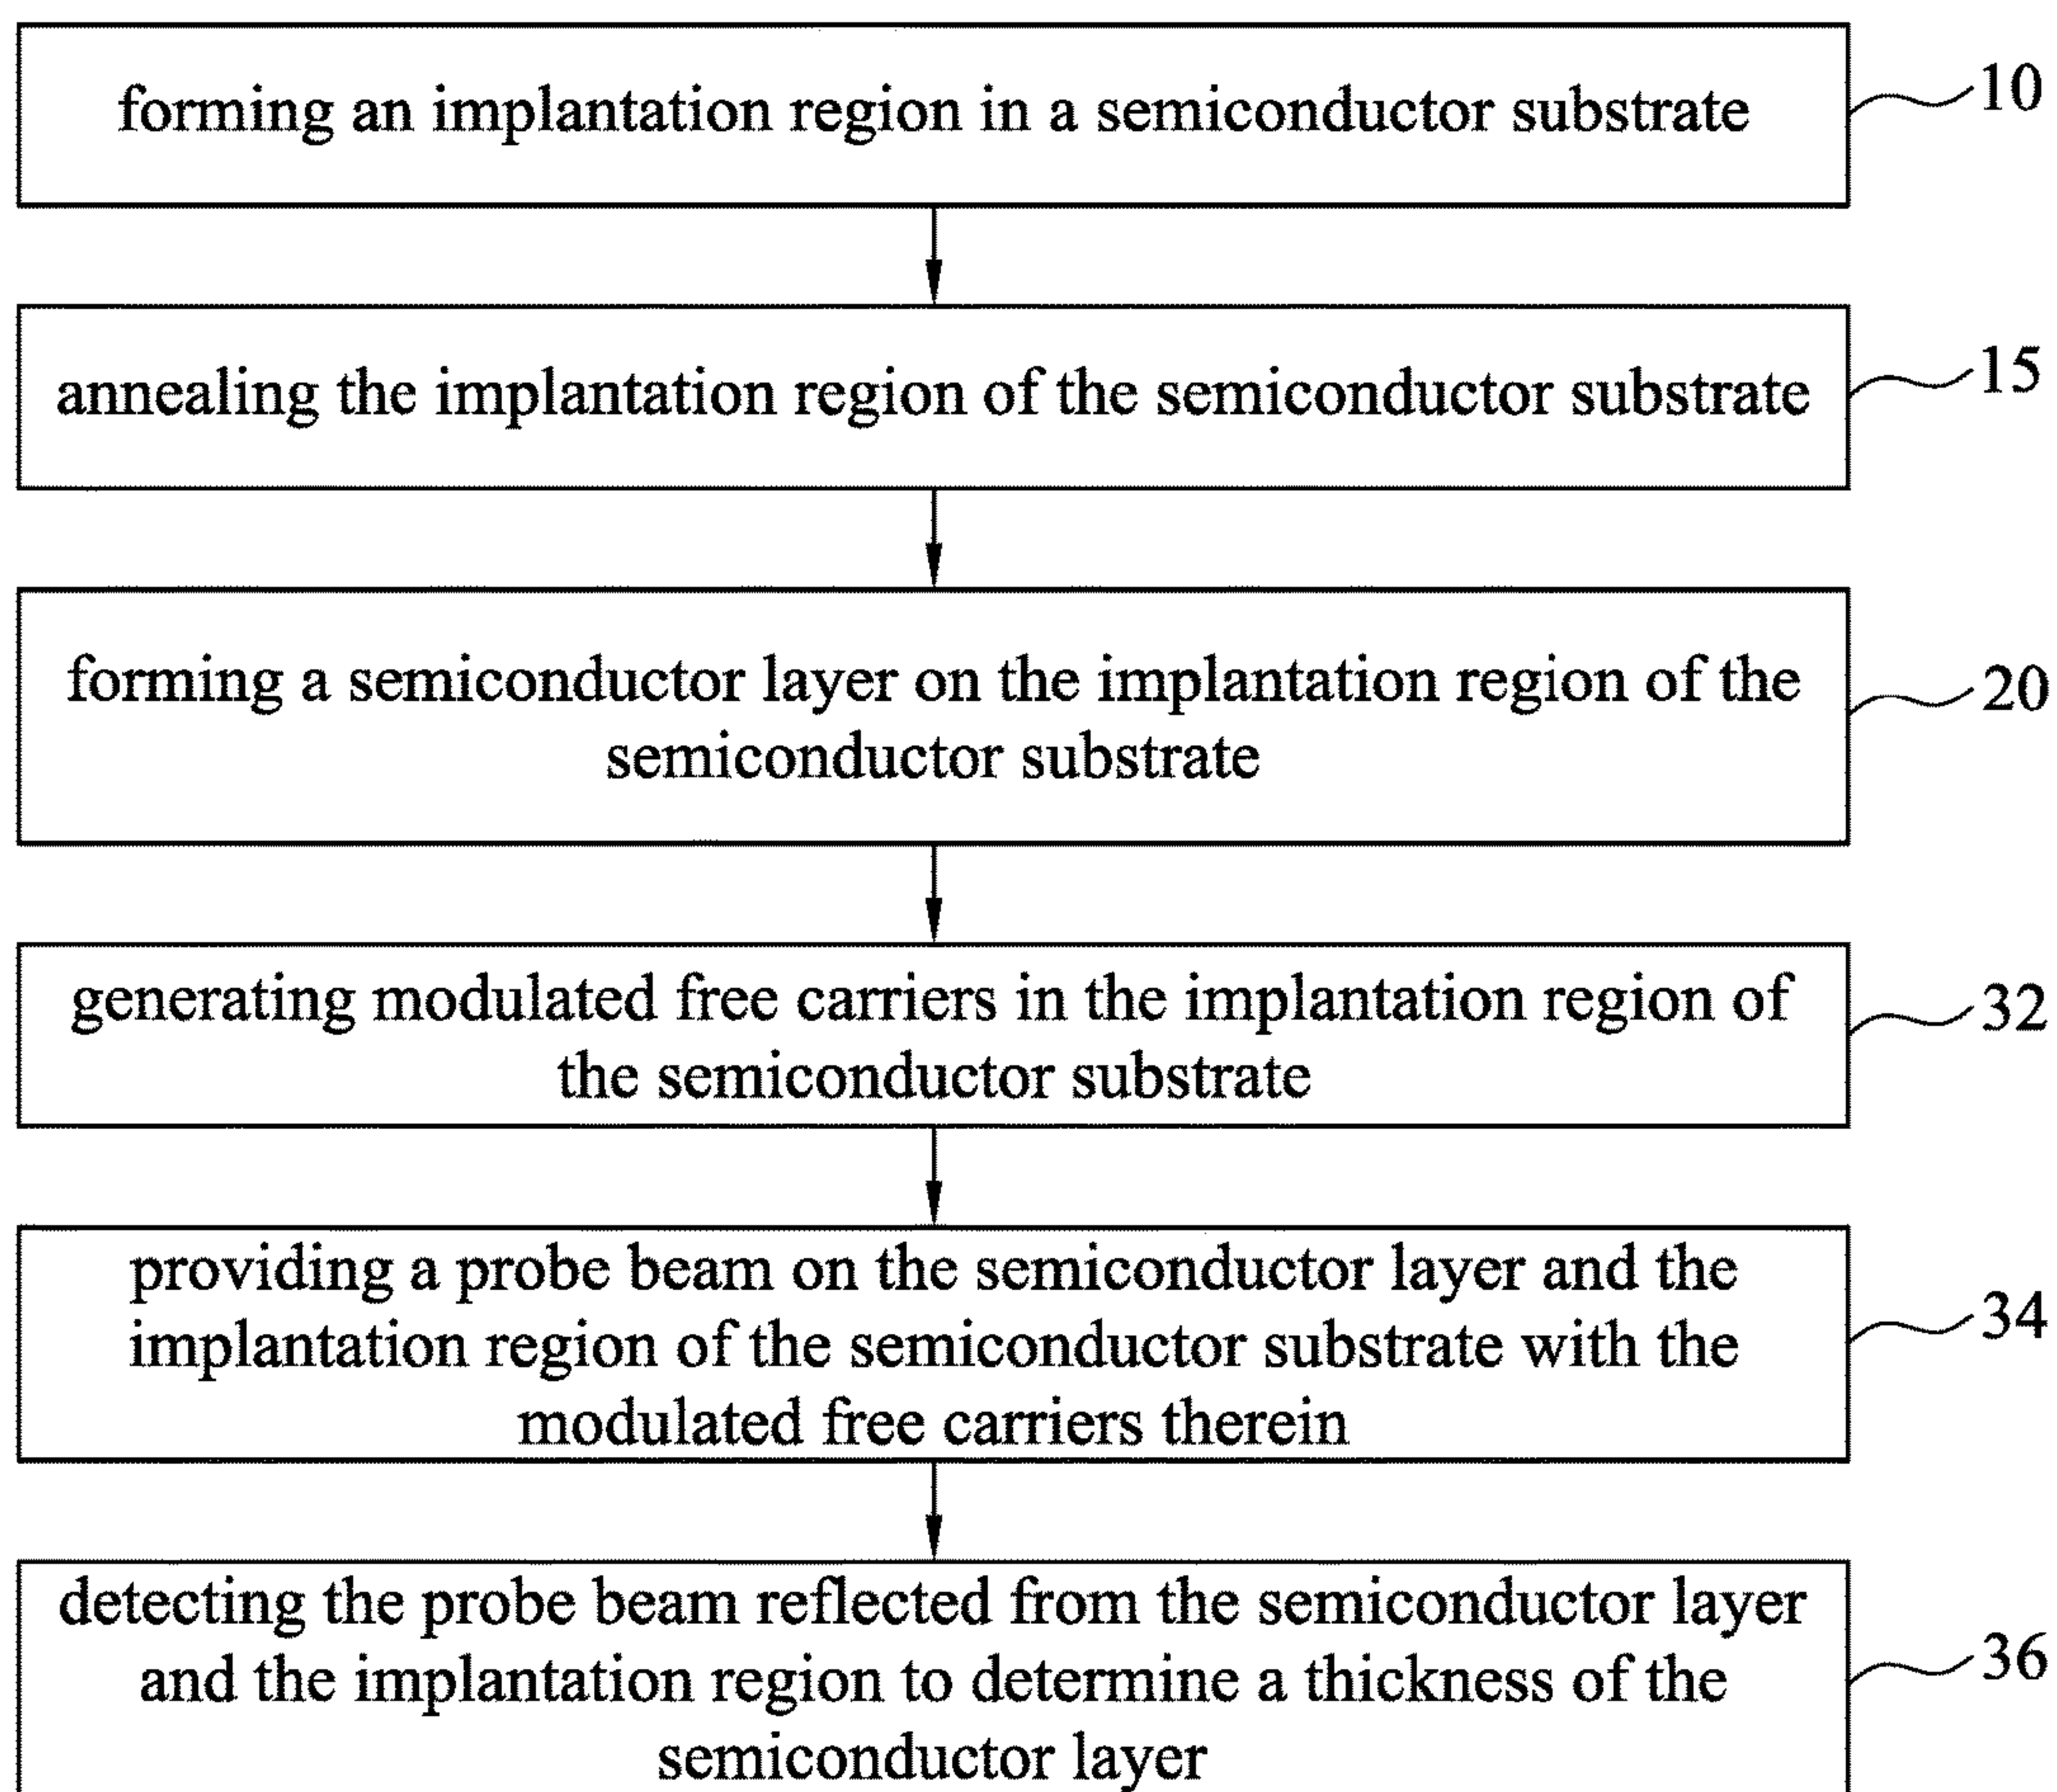 forming an implantation region in a semiconductor substrate
10
annealing the implantation region of the semiconductor substrate
15
forming a semiconductor layer on the implantation region of the
semiconductor substrate
20
generating modulated free carriers in the implantation region of
the semiconductor substrate
32
providing a probe beam on the semiconductor layer and the
implantation region of the semiconductor substrate with the
modulated free carriers therein
34
detecting the probe beam reflected from the semiconductor layer
and the implantation region to determine a thickness of the
semiconductor layer
36